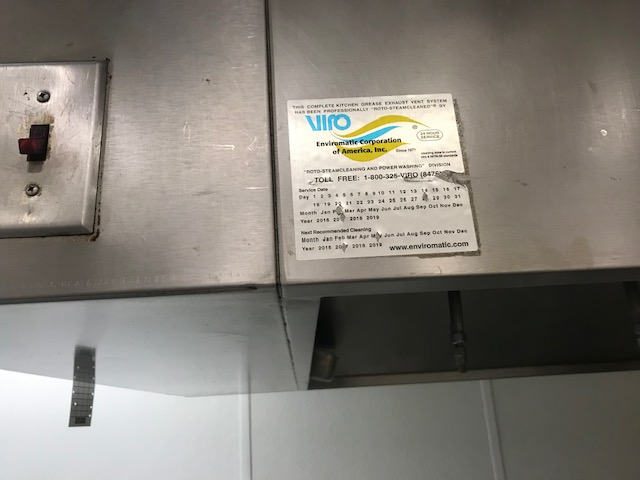 THIS COMPLETE KITCHEN GREASE EXHAUST VENT SYSTEM
HAS BEEN PROFESSIONALLY "ROTO-STEAMCLEANED"® BY
VIRO
24 HOUR
SERVICE
Enviromatic Corporation
of America, Inc.
Since 1971
"ROTO-STEAMCLEANING AND POWER WASHING" DIVISION
TOLL FREE: 1-800-325-VIRO (847
Service Date
Day 1 2 3 4 5 6 7 8 9 10 11 12 13 14 15 16 17
18 19 20 21 22 23 24 25 26 27 28 29 30 31
Month Jan Feb Mar Apr May Jun Jul Aug Sep Oct Nov Dec
Year 2015 2016 2018 2019
Next Recommended Cleaning
Month Jan Feb Mar Apr May Jun Jul Aug Sep Oct Nov Dec
Year 2015 2018 2019
www.enviromatic.com